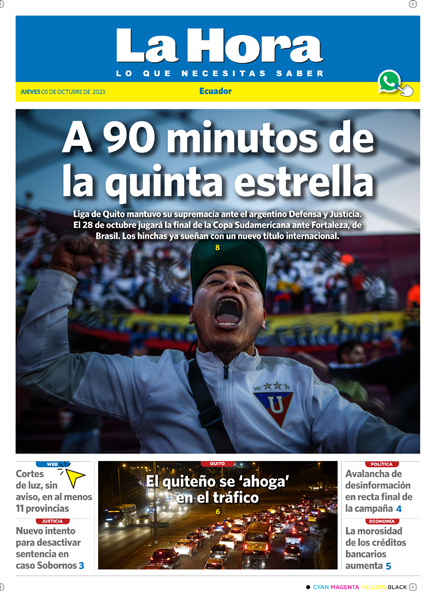 La Hora
LO QUE NECESITAS SABER
JUEVES 05 DE OCTUBRE DE 2023
Ecuador
A 90 minutos de
la quinta estrella
Liga de Quito mantuvo su supremacía ante el argentino Defensa y Justicia.
El 28 de octubre jugará la final de la Copa Sudamericana ante Fortaleza, de
Brasil. Los hinchas ya sueñan con un nuevo título internacional.
8
U
WEB
Cortes
de luz, sin
aviso, en al menos
11 provincias
JUSTICIA
Nuevo intento
para desactivar
sentencia en
caso Sobornos 3
QUITO
El quiteño se ‘ahoga’
en el tráfico
6
POLÍTICA
Avalancha de
desinformación
en recta final de
la campaña 4
ECONOMÍA
La morosidad
de los créditos
bancarios
aumenta 5
CYAN MAGENTA YELLOW BLACK